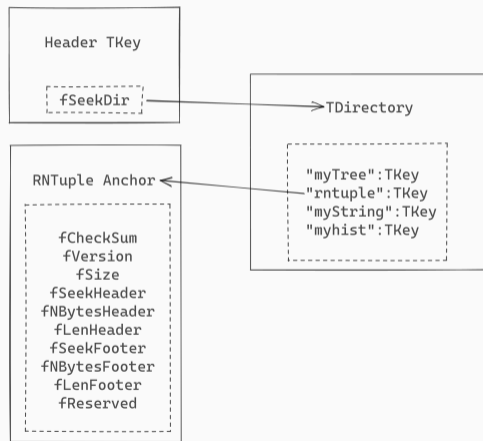 Header TKey
fSeekDir
TDirectory
"myTree":TKey
"rntuple":TKey
"myString":TKey
"myhist":TKey
RNTuple Anchor
fCheckSum
fVersion
fSize
fSeekHeader
fNBytesHeader
fLenHeader
fSeekFooter
fNBytesFooter
fLenFooter
fReserved